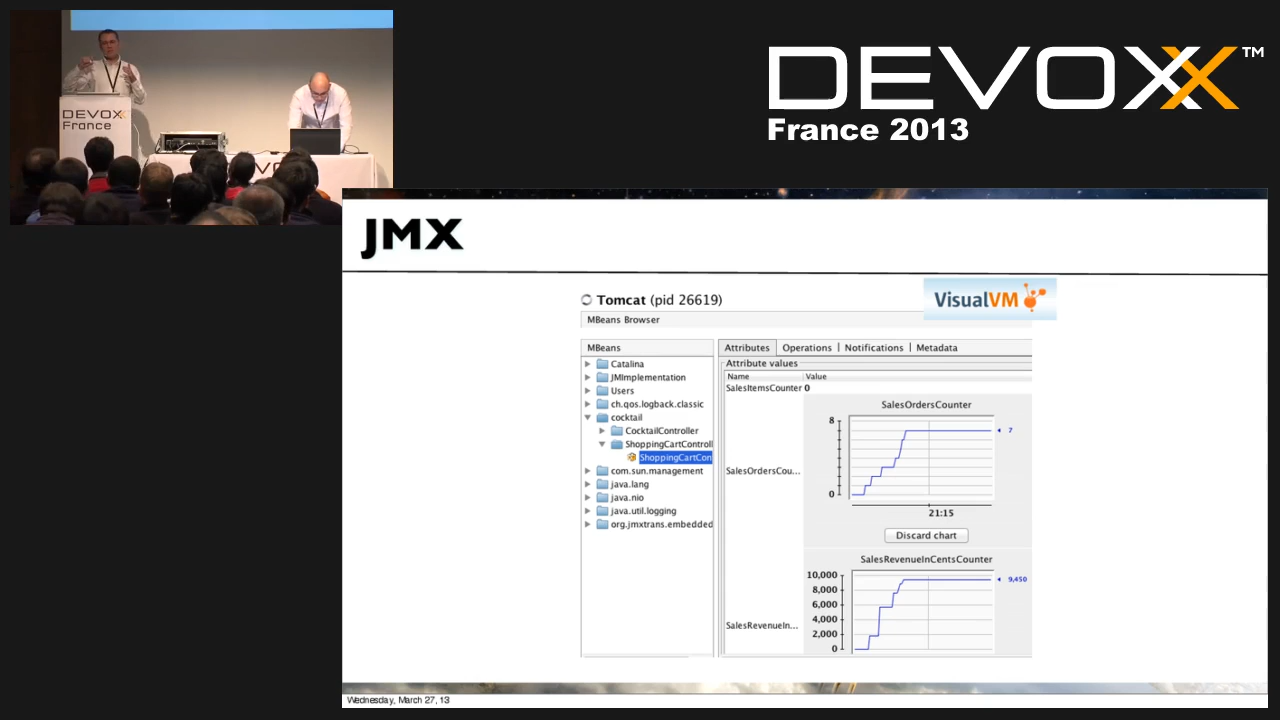 DEVOXX™
France 2013
DEVOXX
France
JMX
Tomcat (pid 26619)
VisualVM
MBeans Browser
MBeans
Attributes
Operations
Notifications
Metadata
Catalina
JMImplementation
Users
ch.qos.logback.classic
cocktail
CocktailController
ShoppingCartControll
ShoppingCartCon
com.sun.management
java.lang
java.nio
java.util.logging
org.jmxtrans.embedded
Attribute values
Name Value
SalesItemsCounter 0
SalesOrdersCounter
8
7
SalesOrdersCou...
0
21:15
Discard chart
SalesRevenueInCentsCounter
10,000
9,450
8,000
6,000
4,000
SalesRevenueIn...
2,000
0
Wednesday, March 27, 13